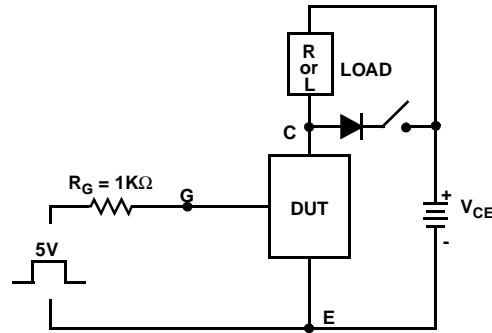 R
or
L
LOAD
C
R_G = 1KΩ
G
DUT
5V
+
V_CE
-
E